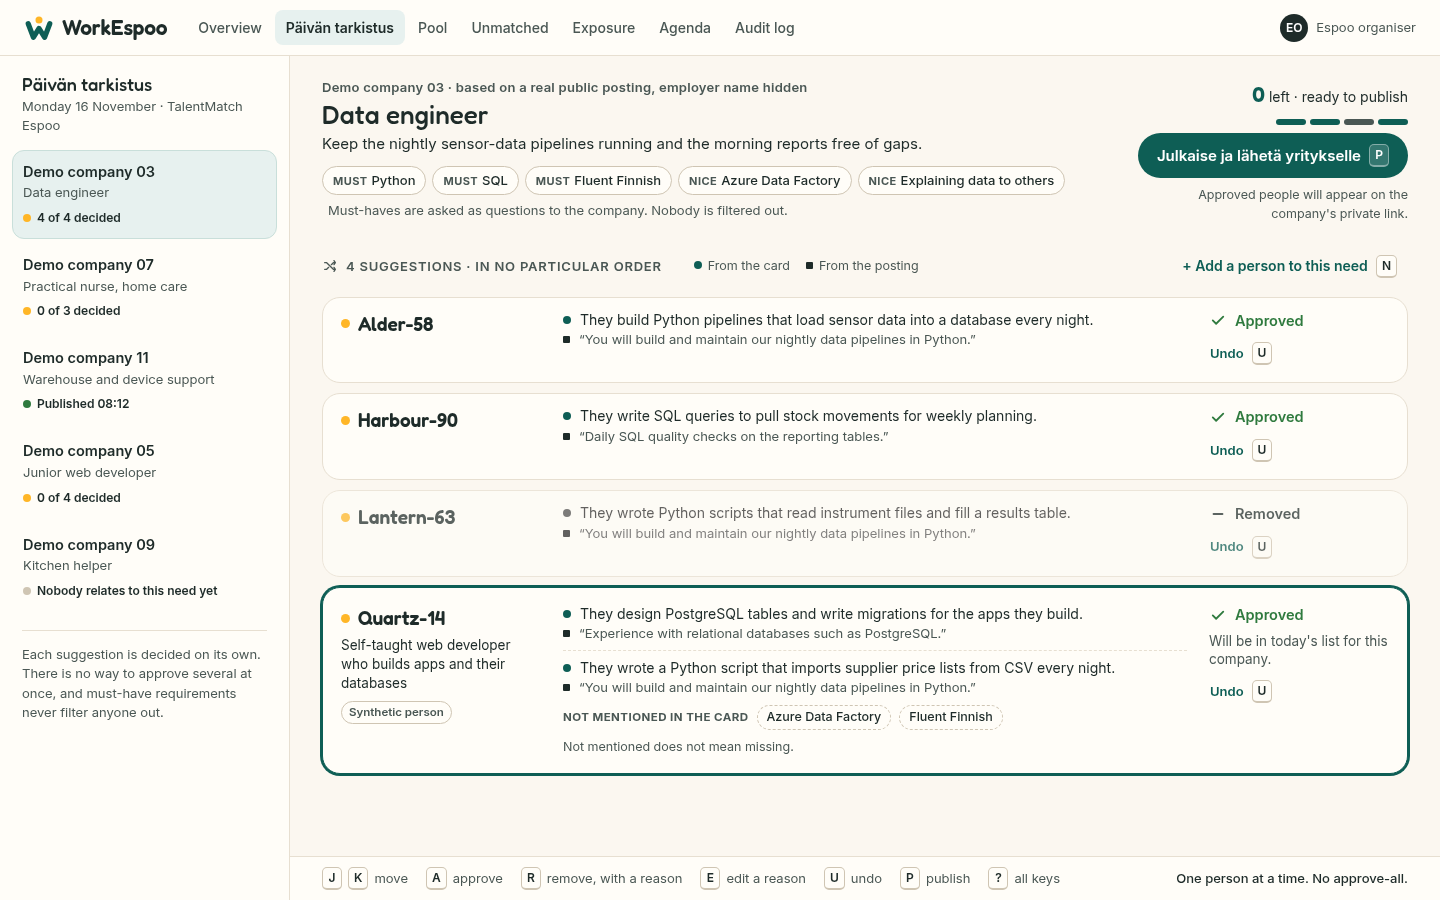 WorkEspoo
Overview
Päivän tarkistus
Pool
Unmatched
Exposure
Agenda
Audit log
EO
Espoo organiser
Päivän tarkistus
Monday 16 November · TalentMatch
Espoo
Demo company 03
Data engineer
4 of 4 decided
Demo company 07
Practical nurse, home care
0 of 3 decided
Demo company 11
Warehouse and device support
Published 08:12
Demo company 05
Junior web developer
0 of 4 decided
Demo company 09
Kitchen helper
Nobody relates to this need yet
Each suggestion is decided on its own.
There is no way to approve several at
once, and must-have requirements
never filter anyone out.
Demo company 03 · based on a real public posting, employer name hidden
Data engineer
Keep the nightly sensor-data pipelines running and the morning reports free of gaps.
MUST Python
MUST SQL
MUST Fluent Finnish
NICE Azure Data Factory
NICE Explaining data to others
Must-haves are asked as questions to the company. Nobody is filtered out.
0 left · ready to publish
Julkaise ja lähetä yritykselle P
Approved people will appear on the
company's private link.
4 SUGGESTIONS · IN NO PARTICULAR ORDER
From the card
From the posting
+ Add a person to this need N
Alder-58
They build Python pipelines that load sensor data into a database every night.
“You will build and maintain our nightly data pipelines in Python.”
Approved
Undo U
Harbour-90
They write SQL queries to pull stock movements for weekly planning.
“Daily SQL quality checks on the reporting tables.”
Approved
Undo U
Lantern-63
They wrote Python scripts that read instrument files and fill a results table.
“You will build and maintain our nightly data pipelines in Python.”
Removed
Undo U
Quartz-14
Self-taught web developer
who builds apps and their
databases
Synthetic person
They design PostgreSQL tables and write migrations for the apps they build.
“Experience with relational databases such as PostgreSQL.”
They wrote a Python script that imports supplier price lists from CSV every night.
“You will build and maintain our nightly data pipelines in Python.”
NOT MENTIONED IN THE CARD
Azure Data Factory
Fluent Finnish
Not mentioned does not mean missing.
Approved
Will be in today's list for this
company.
Undo U
J K move
A approve
R remove, with a reason
E edit a reason
U undo
P publish
? all keys
One person at a time. No approve-all.